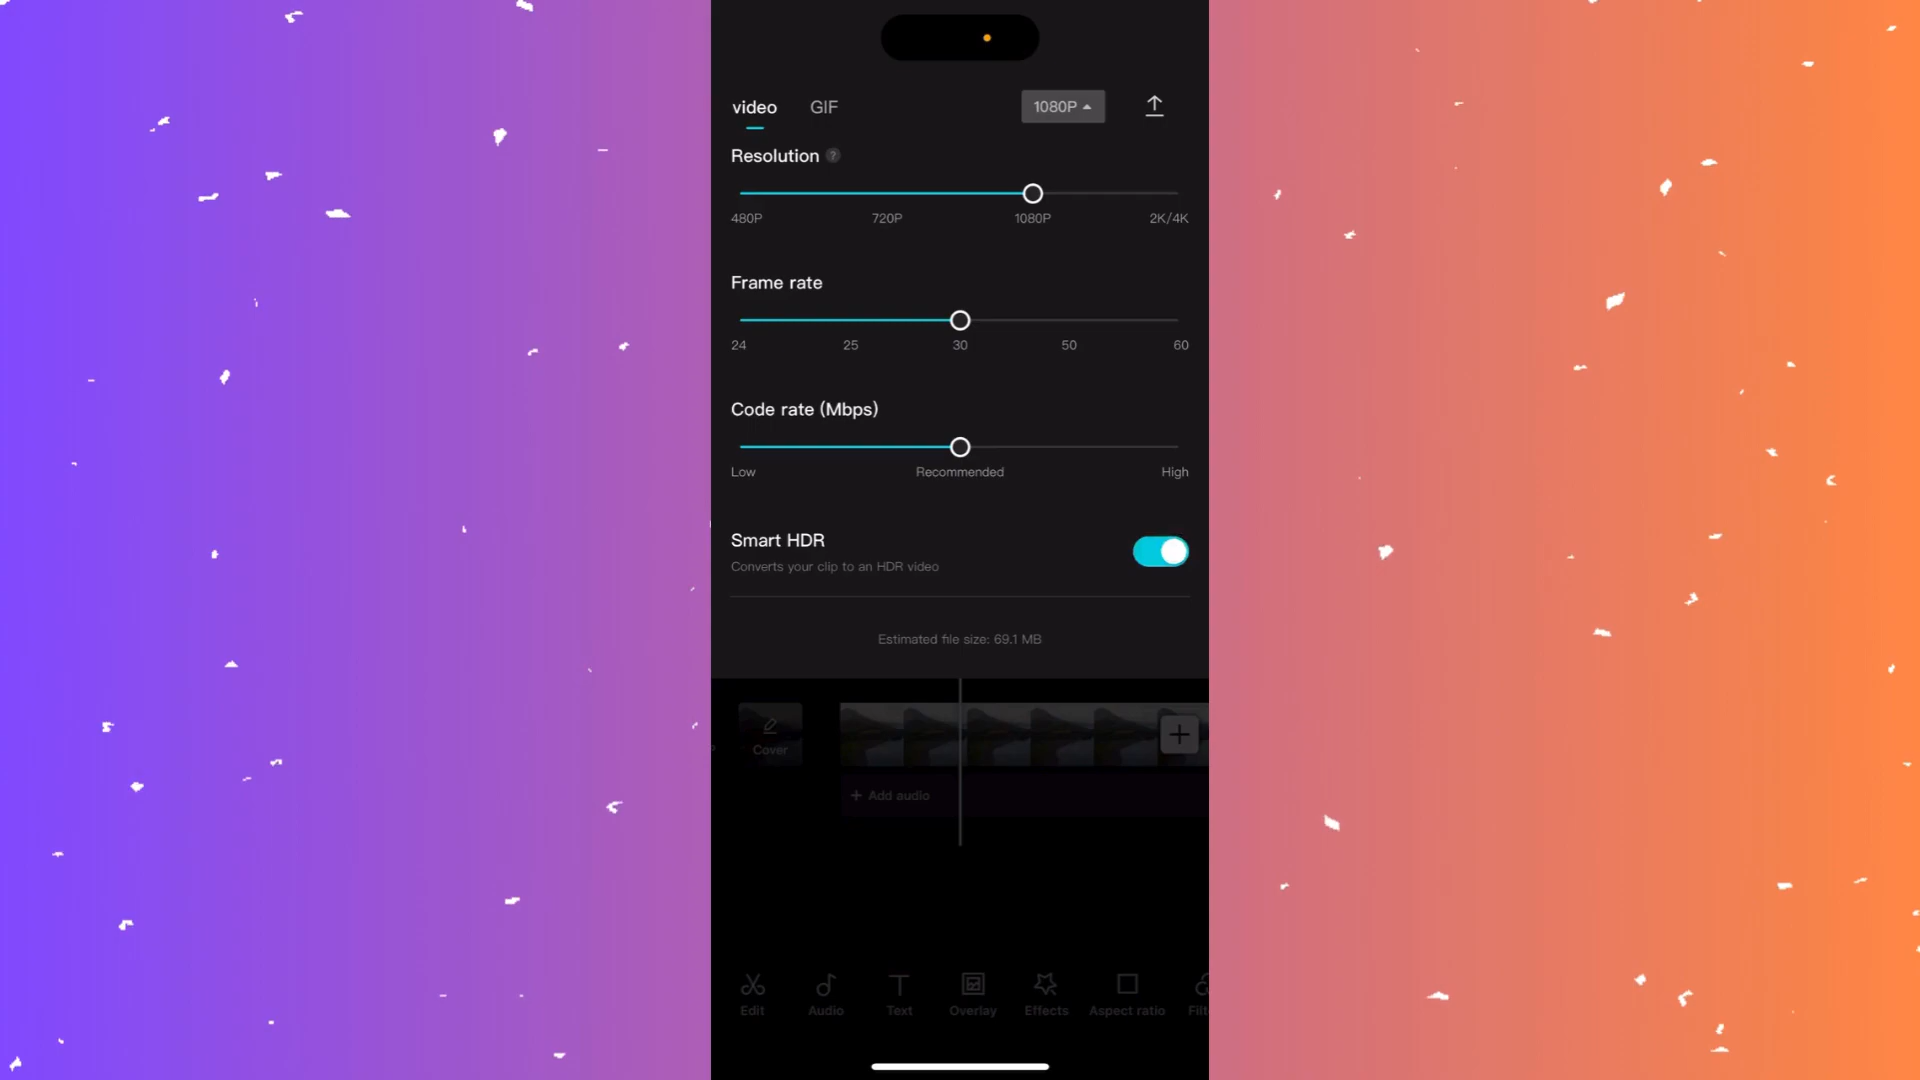 video GIF 1080P
Resolution ?
480P 720P 1080P 2K/4K
Frame rate
24 25 30 50 60
Code rate (Mbps)
Low Recommended High
Smart HDR
Converts your clip to an HDR video
Estimated file size: 69.1 MB
Cover
+ Add audio
Edit Audio Text Overlay Effects Aspect ratio